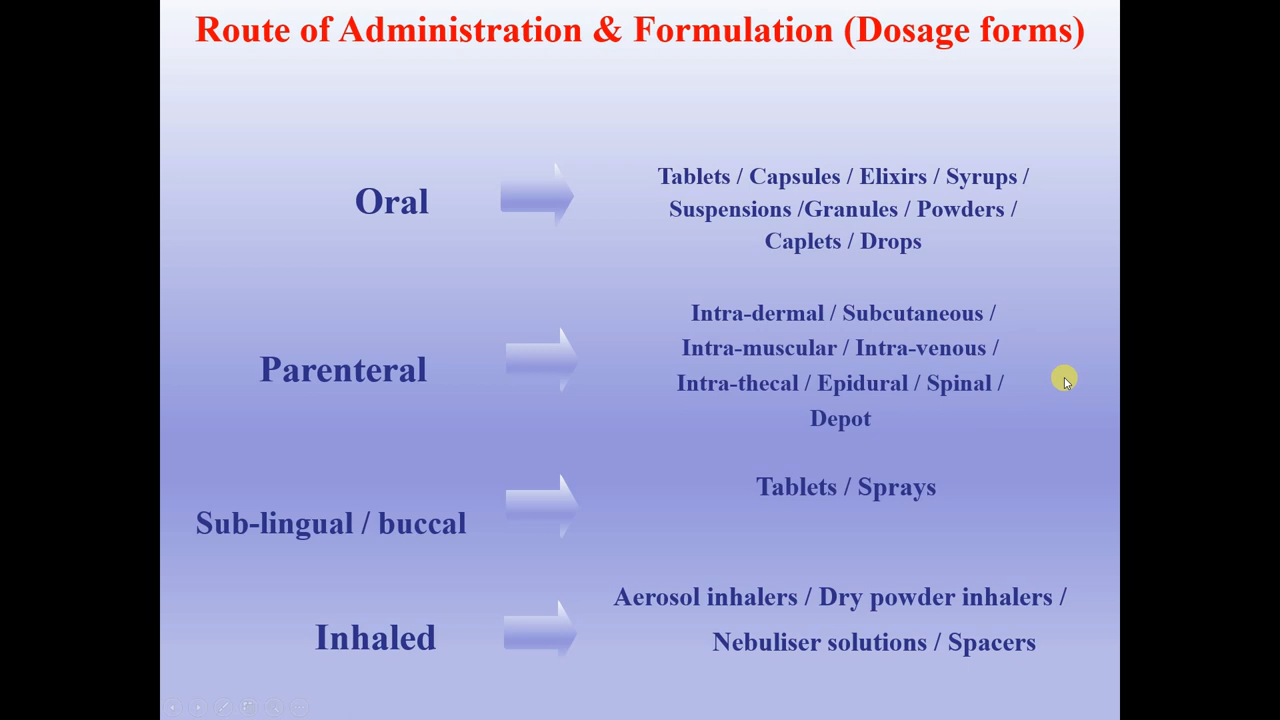 Route of Administration & Formulation (Dosage forms)
Oral
Tablets / Capsules / Elixirs / Syrups /
Suspensions /Granules / Powders /
Caplets / Drops
Parenteral
Intra-dermal / Subcutaneous /
Intra-muscular / Intra-venous /
Intra-thecal / Epidural / Spinal /
Depot
Sub-lingual / buccal
Tablets / Sprays
Inhaled
Aerosol inhalers / Dry powder inhalers /
Nebuliser solutions / Spacers